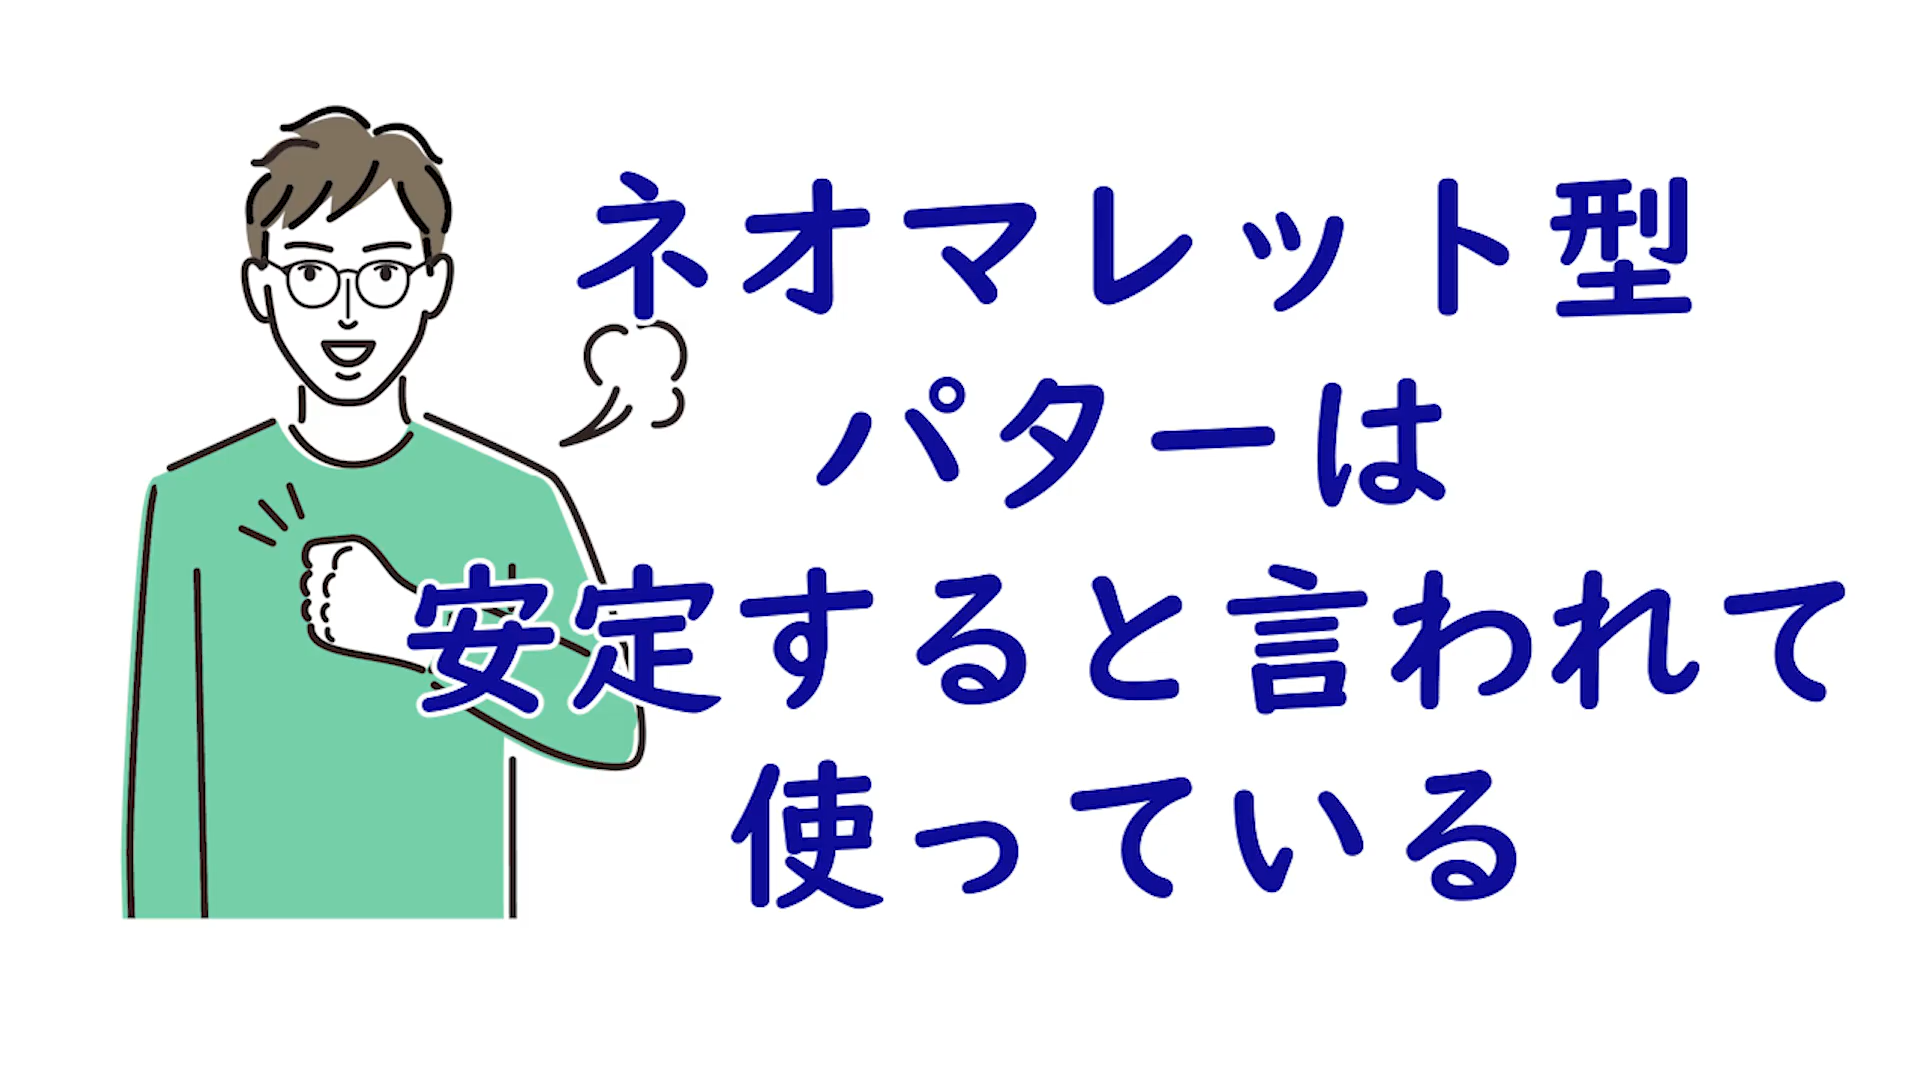 ネオマレット型
パターは
安定すると言われて
使っている